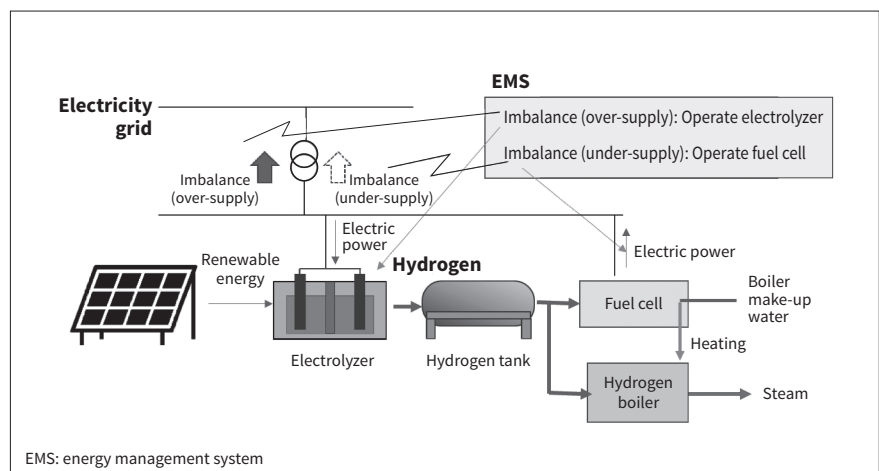 EMS
Electricity
grid
Imbalance (over-supply): Operate electrolyzer
Imbalance (under-supply): Operate fuel cell
Imbalance
(over-supply)
Imbalance
(under-supply)
Electric
power
Electric power
Renewable
energy
Hydrogen
Electrolyzer
Hydrogen tank
Fuel cell
Boiler
make-up
water
Heating
Hydrogen
boiler
Steam
EMS: energy management system